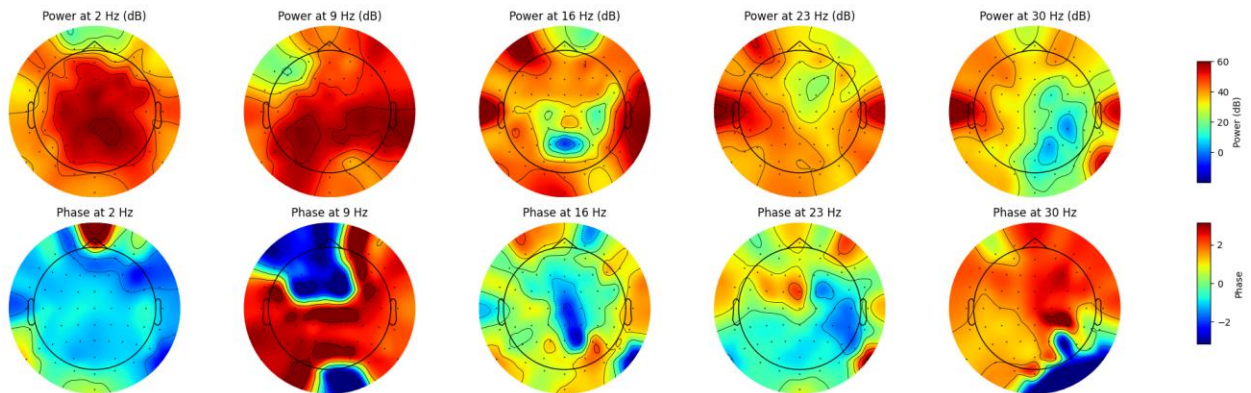 Power at 2 Hz (dB)
Power at 9 Hz (dB)
Power at 16 Hz (dB)
Power at 23 Hz (dB)
Power at 30 Hz (dB)
60
40
20
0
Power (dB)
Phase at 2 Hz
Phase at 9 Hz
Phase at 16 Hz
Phase at 23 Hz
Phase at 30 Hz
2
0
−2
Phase